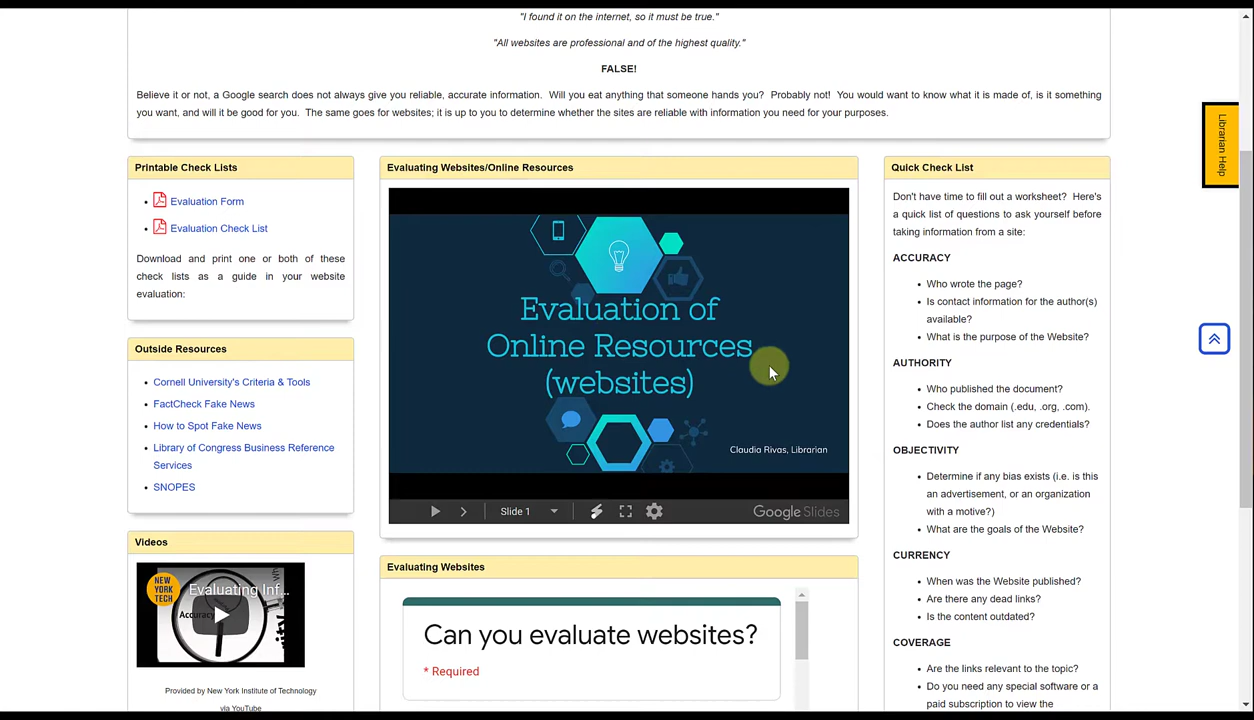 "I found it on the internet, so it must be true."
"All websites are professional and of the highest quality."
FALSE!
Believe it or not, a Google search does not always give you reliable, accurate information. Will you eat anything that someone hands you? Probably not! You would want to know what it is made of, is it something
you want, and will it be good for you. The same goes for websites; it is up to you to determine whether the sites are reliable with information you need for your purposes.
Librarian Help
Printable Check Lists
Evaluation Form
Evaluation Check List
Download and print one or both of these
check lists as a guide in your website
evaluation:
Outside Resources
Cornell University's Criteria & Tools
FactCheck Fake News
How to Spot Fake News
Library of Congress Business Reference
Services
SNOPES
Videos
NEW
YORK
TECH
Evaluating Inf...
Accuracy
Provided by New York Institute of Technology
via YouTube
Evaluating Websites/Online Resources
Evaluation of
Online Resources
(websites)
Claudia Rivas, Librarian
Slide 1
Google Slides
Evaluating Websites
Can you evaluate websites?
* Required
Quick Check List
Don't have time to fill out a worksheet? Here's
a quick list of questions to ask yourself before
taking information from a site:
ACCURACY
Who wrote the page?
Is contact information for the author(s)
available?
What is the purpose of the Website?
AUTHORITY
Who published the document?
Check the domain (.edu, .org, .com).
Does the author list any credentials?
OBJECTIVITY
Determine if any bias exists (i.e. is this
an advertisement, or an organization
with a motive?)
What are the goals of the Website?
CURRENCY
When was the Website published?
Are there any dead links?
Is the content outdated?
COVERAGE
Are the links relevant to the topic?
Do you need any special software or a
paid subscription to view the